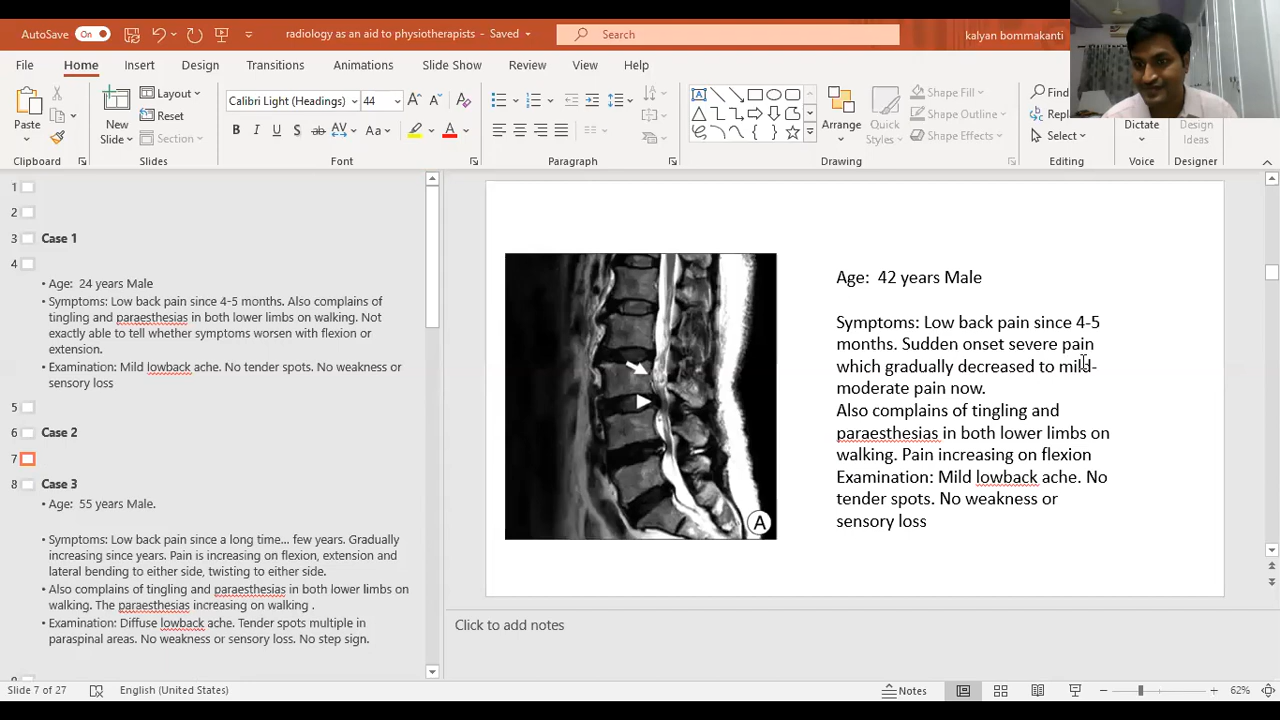 AutoSave On
radiology as an aid to physiotherapists - Saved
Search
kalyan bommakanti
File Home Insert Design Transitions Animations Slide Show Review View Help
Paste
Clipboard
New
Slide
Layout
Reset
Section
Slides
Calibri Light (Headings) 44
Font
Paragraph
Arrange
Quick
Styles
Shape Fill
Shape Outline
Shape Effects
Drawing
Find
Repl
Select
Editing
Dictate
Voice
Design
Ideas
Designer
1
2
3 Case 1
4
• Age: 24 years Male
• Symptoms: Low back pain since 4-5 months. Also complains of
tingling and paraesthesias in both lower limbs on walking. Not
exactly able to tell whether symptoms worsen with flexion or
extension.
• Examination: Mild lowback ache. No tender spots. No weakness or
sensory loss
5
6 Case 2
7
8 Case 3
• Age: 55 years Male.
• Symptoms: Low back pain since a long time... few years. Gradually
increasing since years. Pain is increasing on flexion, extension and
lateral bending to either side, twisting to either side.
• Also complains of tingling and paraesthesias in both lower limbs on
walking. The paraesthesias increasing on walking .
• Examination: Diffuse lowback ache. Tender spots multiple in
paraspinal areas. No weakness or sensory loss. No step sign.
A
Age: 42 years Male
Symptoms: Low back pain since 4-5
months. Sudden onset severe pain
which gradually decreased to mild-
moderate pain now.
Also complains of tingling and
paraesthesias in both lower limbs on
walking. Pain increasing on flexion
Examination: Mild lowback ache. No
tender spots. No weakness or
sensory loss
Click to add notes
Slide 7 of 27
English (United States)
Notes
62%